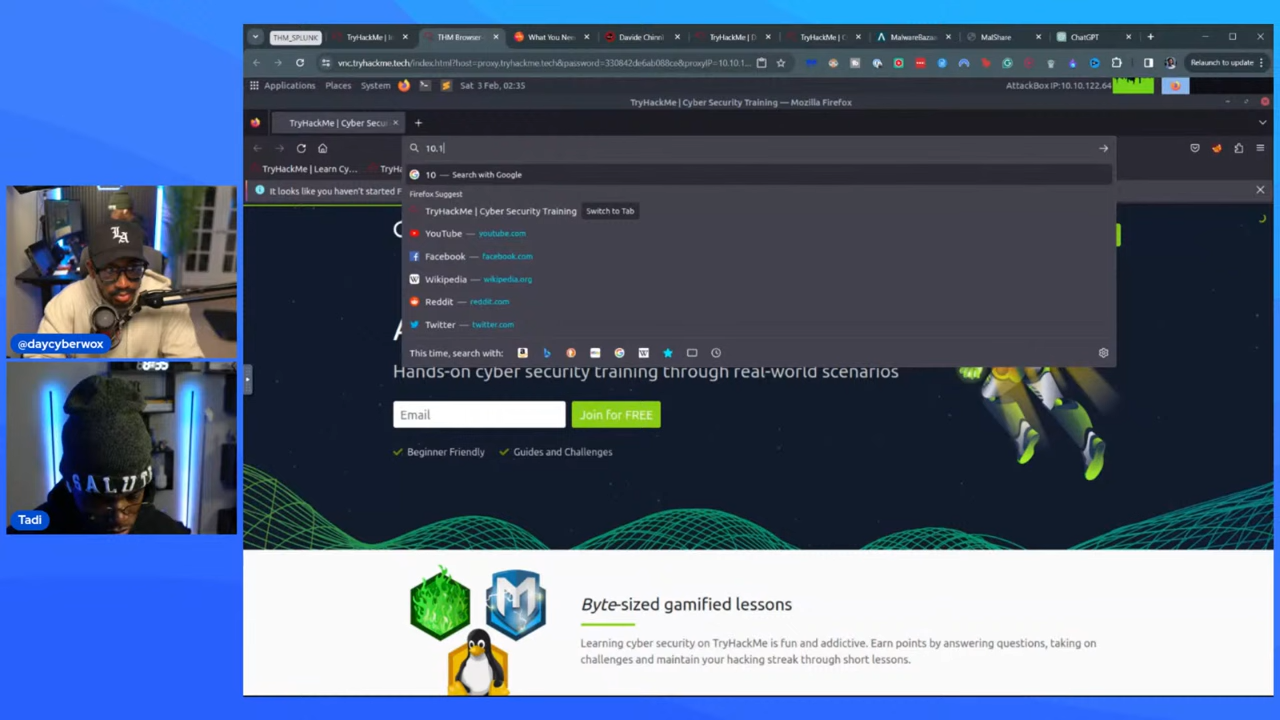 THM_SPLUNK
TryHackMe | I
THM Browser
What You Nee
Davide Chinni
TryHackMe | D
TryHackMe | C
MalwareBazaa
MalShare
ChatGPT
Relaunch to update
Applications Places System
Sat 3 Feb, 02:35
AttackBox IP:10.10.122.64
TryHackMe | Cyber Security Training — Mozilla Firefox
TryHackMe | Cyber Secu
10.1
TryHackMe | Learn Cy...
10 — Search with Google
It looks like you haven't started F
Firefox Suggest
TryHackMe | Cyber Security Training Switch to Tab
YouTube — youtube.com
Facebook — facebook.com
Wikipedia — wikipedia.org
Reddit — reddit.com
Twitter — twitter.com
This time, search with:
Hands-on cyber security training through real-world scenarios
Email
Join for FREE
Beginner Friendly
Guides and Challenges
Byte-sized gamified lessons
Learning cyber security on TryHackMe is fun and addictive. Earn points by answering questions, taking on
challenges and maintain your hacking streak through short lessons.
LA
@daycyberwox
SALUTE
Tadi